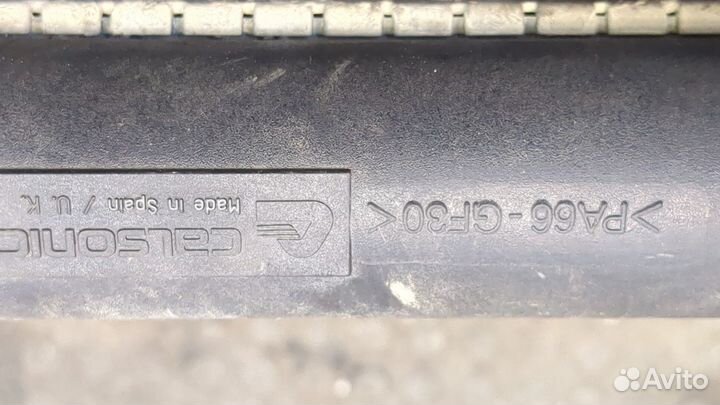 >PA66-GF30<
calsonic
Made in Spain / U.K.
Avito